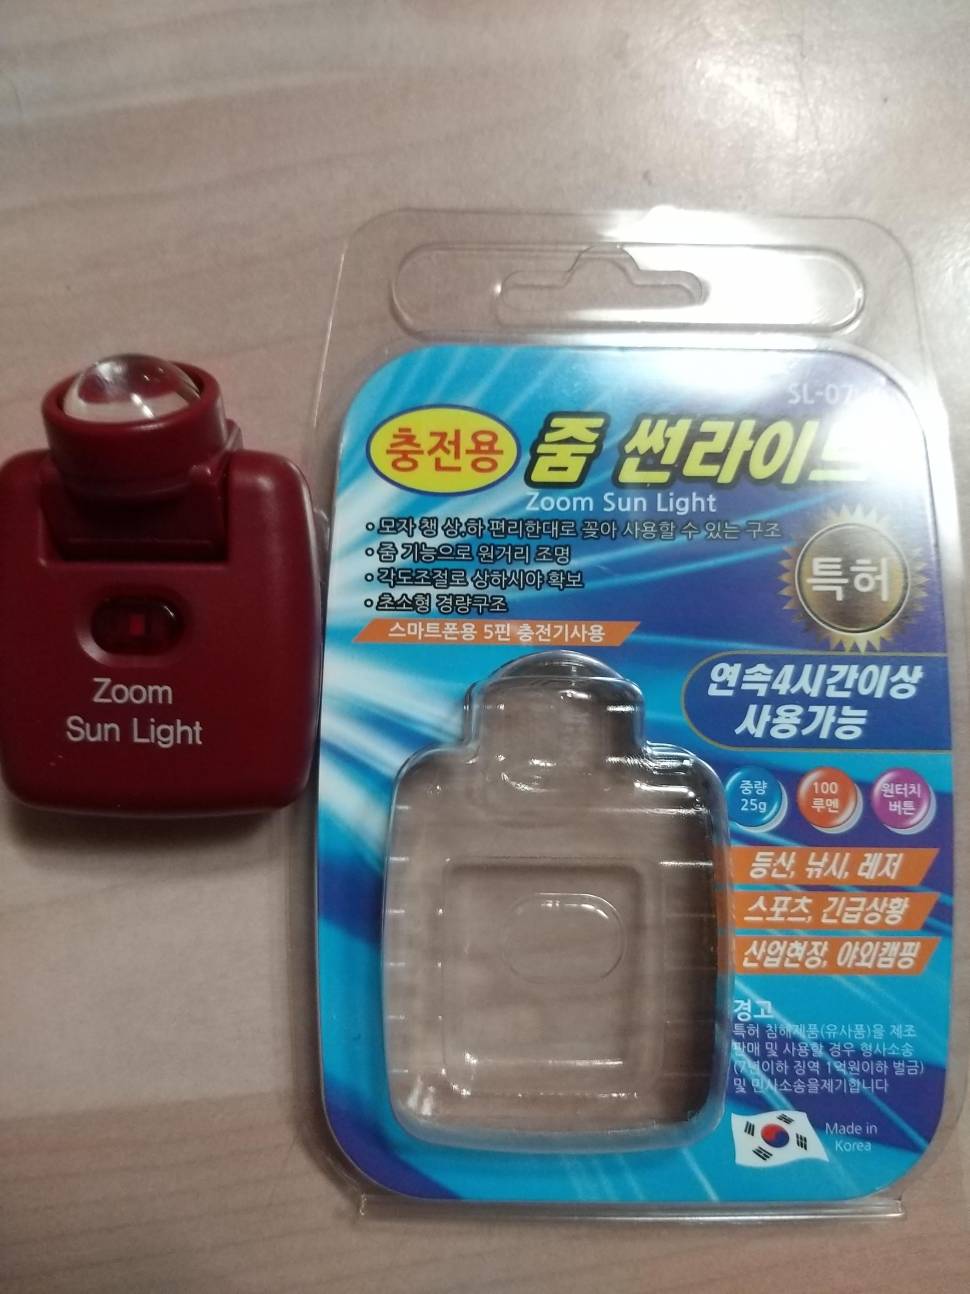 Zoom
Sun Light
SL-07
충전용
줌 썬라이트
Zoom Sun Light
• 모자 챙 상,하 편리한대로 꽂아 사용할 수 있는 구조
• 줌 기능으로 원거리 조명
• 각도조절로 상하시야 확보
• 초소형 경량구조
스마트폰용 5핀 충전기사용
특허
연속4시간이상
사용가능
중량
25g
100
루멘
원터치
버튼
등산, 낚시, 레저
스포츠, 긴급상황
산업현장, 야외캠핑
경고
특허 침해제품(유사품)을 제조
판매 및 사용할 경우 형사소송
(7년이하 징역 1억원이하 벌금)
및 민사소송을제기합니다
Made in
Korea